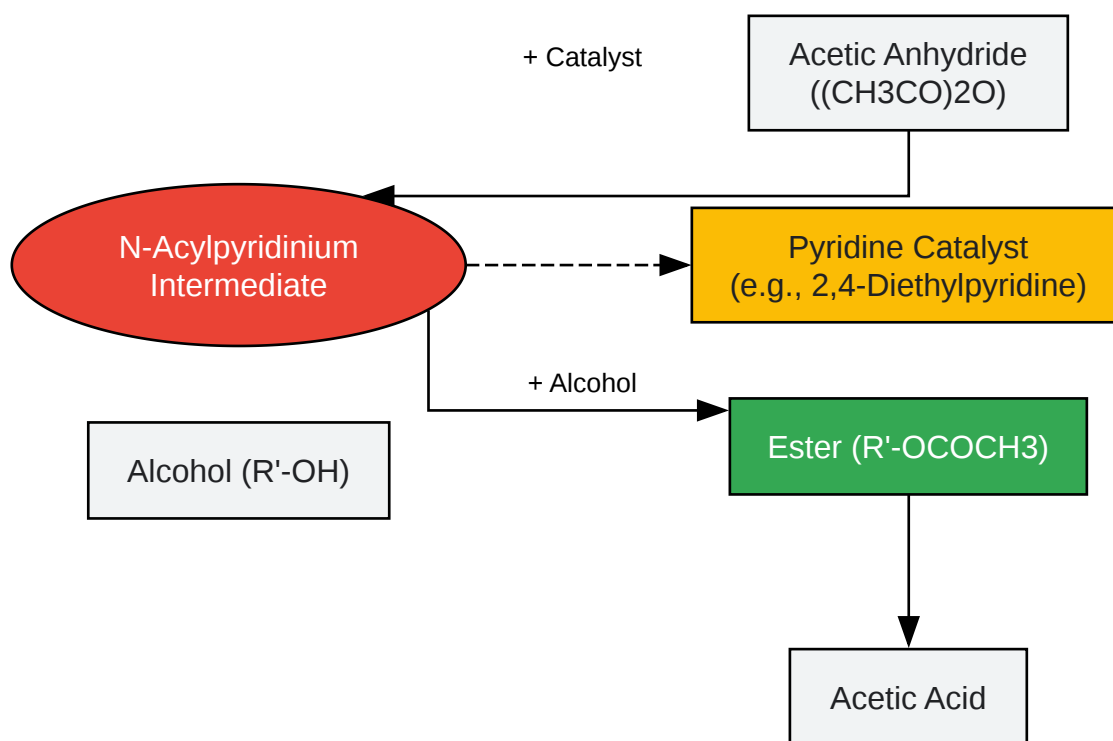 + Catalyst
Acetic Anhydride
((CH3CO)2O)
N-Acylpyridinium
Intermediate
Pyridine Catalyst
(e.g., 2,4-Diethylpyridine)
+ Alcohol
Alcohol (R'-OH)
Ester (R'-OCOCH3)
Acetic Acid